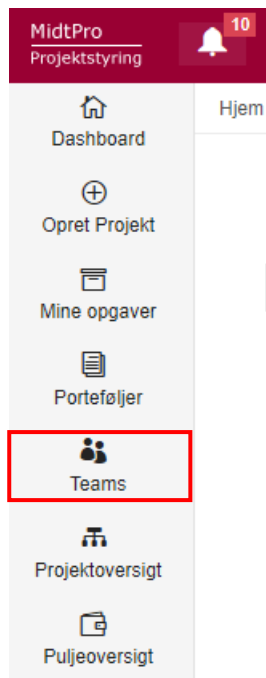 MidtPro
Projektstyring
10
Dashboard
Hjem
Opret Projekt
Mine opgaver
Porteføljer
Teams
Projektoversigt
Puljeoversigt